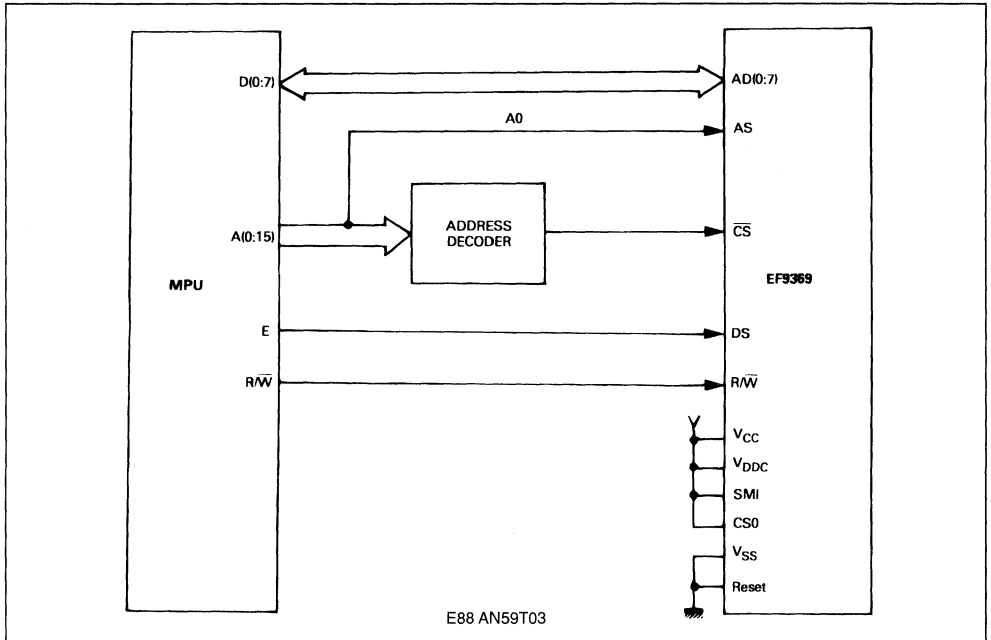 D(0:7)
AD(0:7)
A0
AS
A(0:15)
ADDRESS
DECODER
C̅S̅
MPU
EF9369
E
DS
R/W̅
R/W̅
VCC
VDDC
SMI
CS0
VSS
Reset
E88 AN59T03